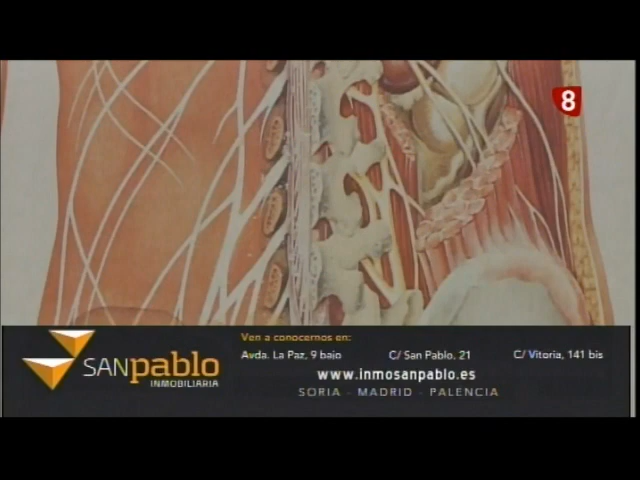 8
Ven a conocernos en:
Avda. La Paz, 9 bajo C/ San Pablo, 21 C/ Vitoria, 141 bis
SANpablo
INMOBILIARIA
www.inmosanpablo.es
SORIA - MADRID - PALENCIA